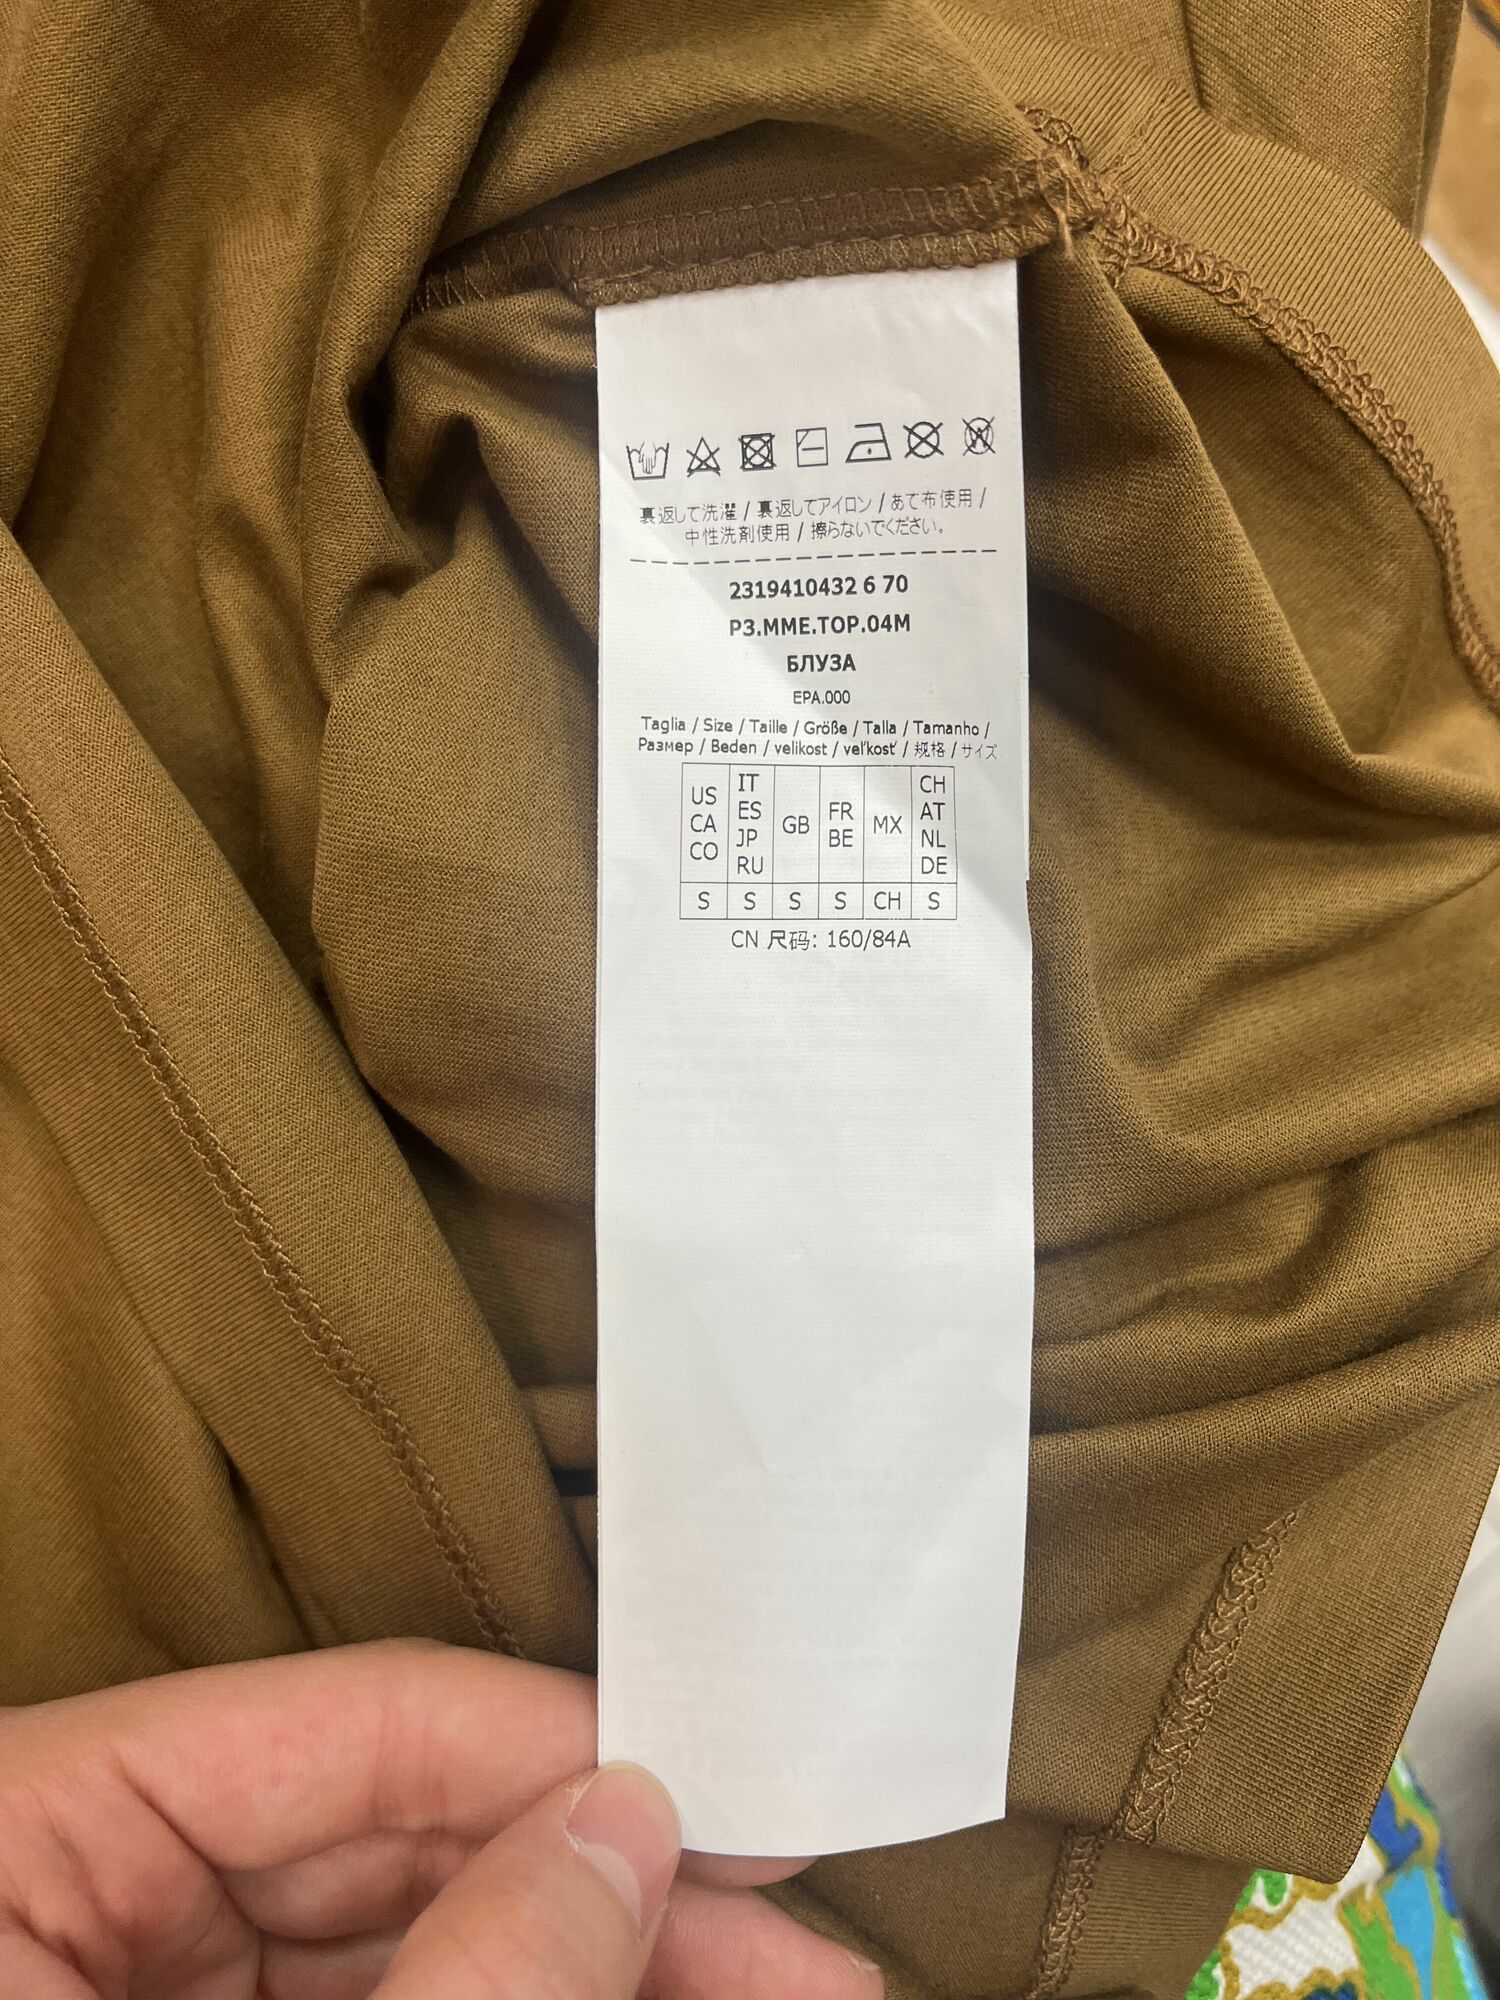 裏返して洗濯 / 裏返してアイロン / あて布使用 /
中性洗剤使用 / 擦らないでください。
2319410432 6 70
P3.MME.TOP.04M
БЛУЗА
EPA.000
Taglia / Size / Taille / Größe / Talla / Tamanho /
Размер / Beden / velikost / veľkosť / 规格 / サイズ
US CA CO
IT ES JP RU
GB
FR BE
MX
CH AT NL DE
S S S S CH S
CN 尺码: 160/84A